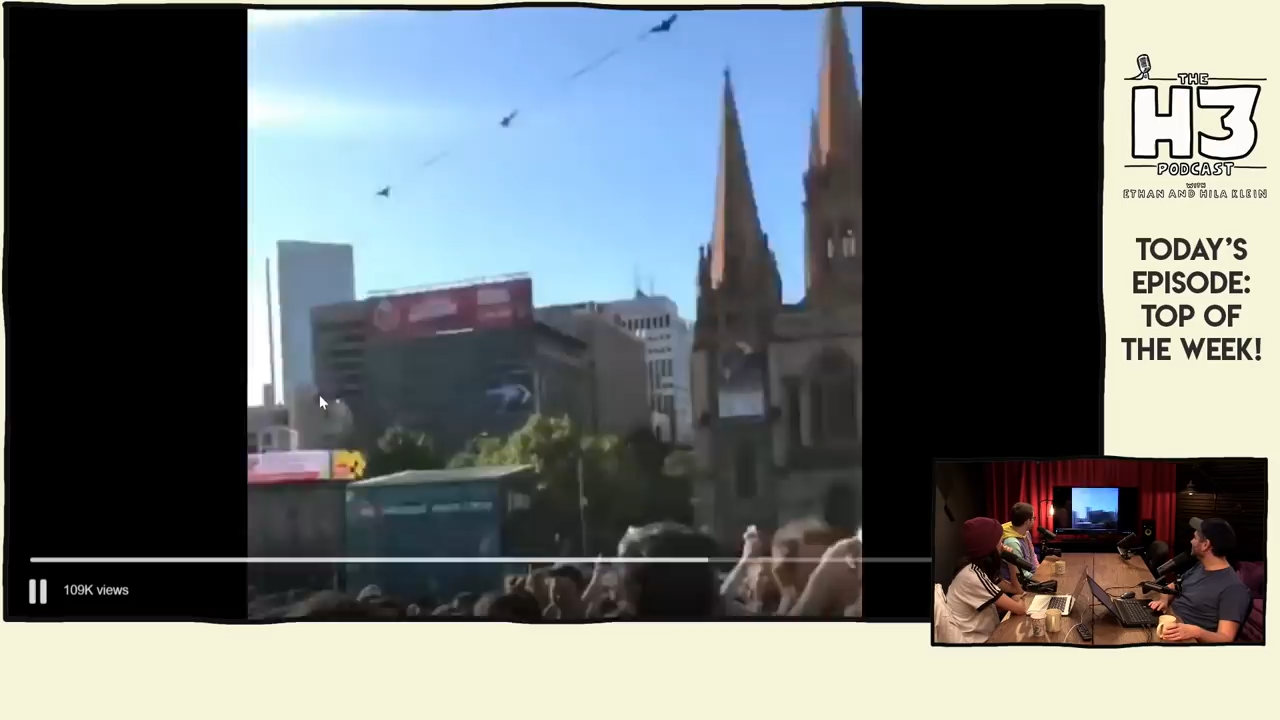 THE
H3
PODCAST
WITH
ETHAN AND HILA KLEIN
TODAY'S
EPISODE:
TOP OF
THE WEEK!
109K views